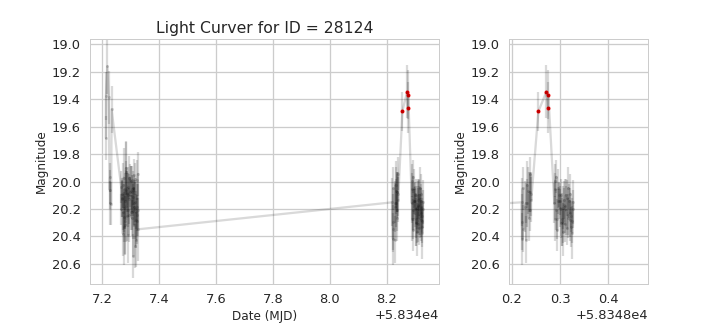 Light Curver for ID = 28124
19.0
19.2
19.4
19.6
19.8
20.0
20.2
20.4
20.6
Magnitude
7.2 7.4 7.6 7.8 8.0 8.2
Date (MJD)
+5.834e4
19.0
19.2
19.4
19.6
19.8
20.0
20.2
20.4
20.6
Magnitude
0.2 0.3 0.4
+5.8348e4